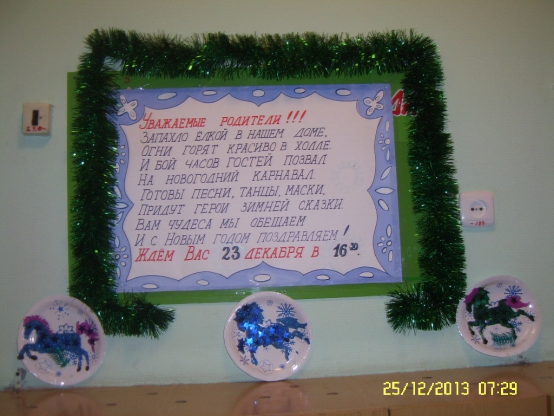 Уважаемые родители!!!
Запахло ёлкой в нашем доме,
Огни горят красиво в холле
И бой часов гостей позвал
На новогодний карнавал
Готовы песни, танцы, маски,
Придут герои зимней сказки
Вам чудеса мы обещаем
И с Новым годом поздравляем!
Ждём Вас 23 декабря в 16 30.
25/12/2013 07:29